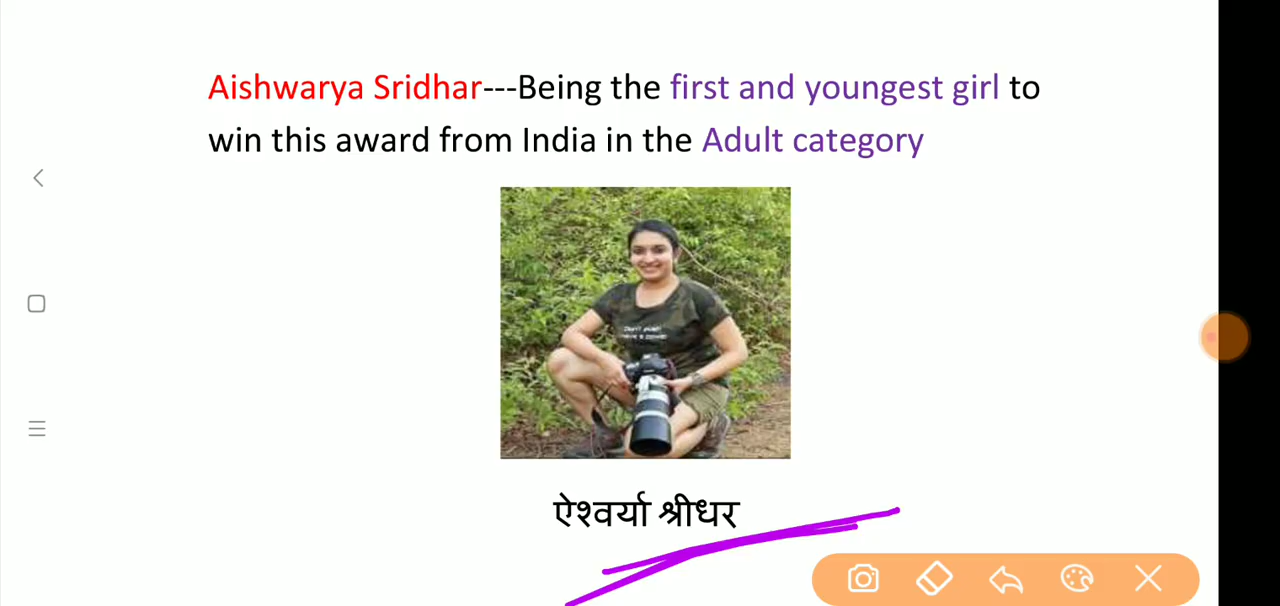 Aishwarya Sridhar---Being the first and youngest girl to
win this award from India in the Adult category
ऐश्वर्या श्रीधर